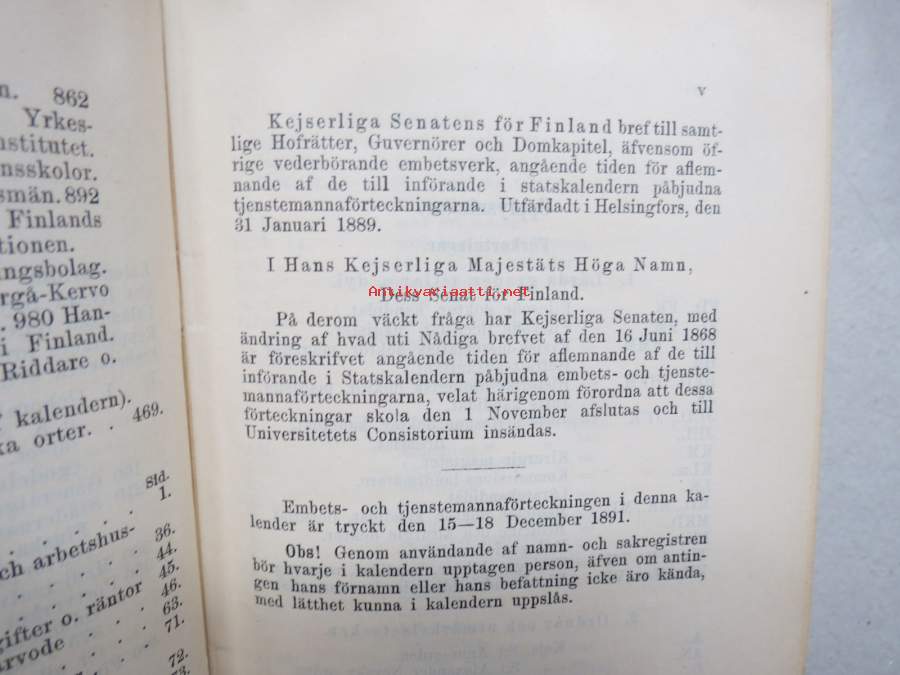 n. 862
Yrkes-
nstitutet.
nsskolor.
smän. 892
Finlands
tionen.
ingsbolag.
rgå-Kervo
. 980 Han-
i Finland.
Riddare o.
kalendern).
ka orter. . 469.
Sid.
1.
ch arbetshus-
36.
44.
45.
gifter o. räntor 46.
63.
arvode . . . 71.
72.
73.
v
Kejserliga Senatens för Finland bref till samt-
lige Hofrätter, Guvernörer och Domkapitel, äfvensom öf-
rige vederbörande embetsverk, angående tiden för aflem-
nande af de till införande i statskalendern påbjudna
tjenstemannaförteckningarna. Utfärdadt i Helsingfors, den
31 Januari 1889.
I Hans Kejserliga Majestäts Höga Namn,
Antikvariaatti.net
Dess Senat för Finland.
På derom väckt fråga har Kejserliga Senaten, med
ändring af hvad uti Nådiga brefvet af den 16 Juni 1868
är föreskrifvet angående tiden för aflemnande af de till
införande i Statskalendern påbjudna embets- och tjenste-
mannaförteckningarna, velat härigenom förordna att dessa
förteckningar skola den 1 November afslutas och till
Universitetets Consistorium insändas.
Embets- och tjenstemannaförteckningen i denna ka-
lender är tryckt den 15—18 December 1891.
Obs! Genom användande af namn- och sakregistren
bör hvarje i kalendern upptagen person, äfven om antin-
gen hans förnamn eller hans befattning icke äro kända,
med lätthet kunna i kalendern uppslås.